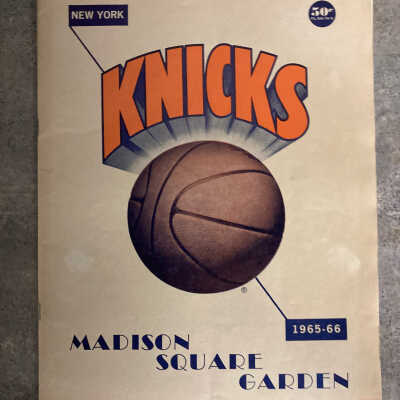 NEW YORK
50¢
KNICKS
®
1965-66
MADISON
SQUARE
GARDEN